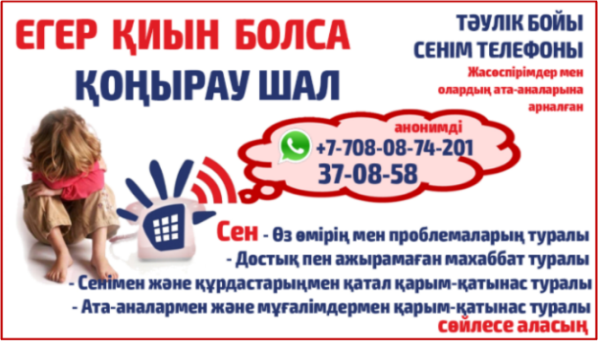 ЕГЕР ҚИЫН БОЛСА
ҚОҢЫРАУ ШАЛ
ТӘУЛІК БОЙЫ
СЕНІМ ТЕЛЕФОНЫ
Жасөспірімдер мен
олардың ата-аналарына
арналған
анонимді
+7-708-08-74-201
37-08-58
Сен - Өз өмірің мен проблемаларың туралы
- Достық пен ажырамаған махаббат туралы
- Сенімен және құрдастарыңмен қатал қарым-қатынас туралы
- Ата-аналармен және мұғалімдермен қарым-қатынас туралы
сөйлесе аласың